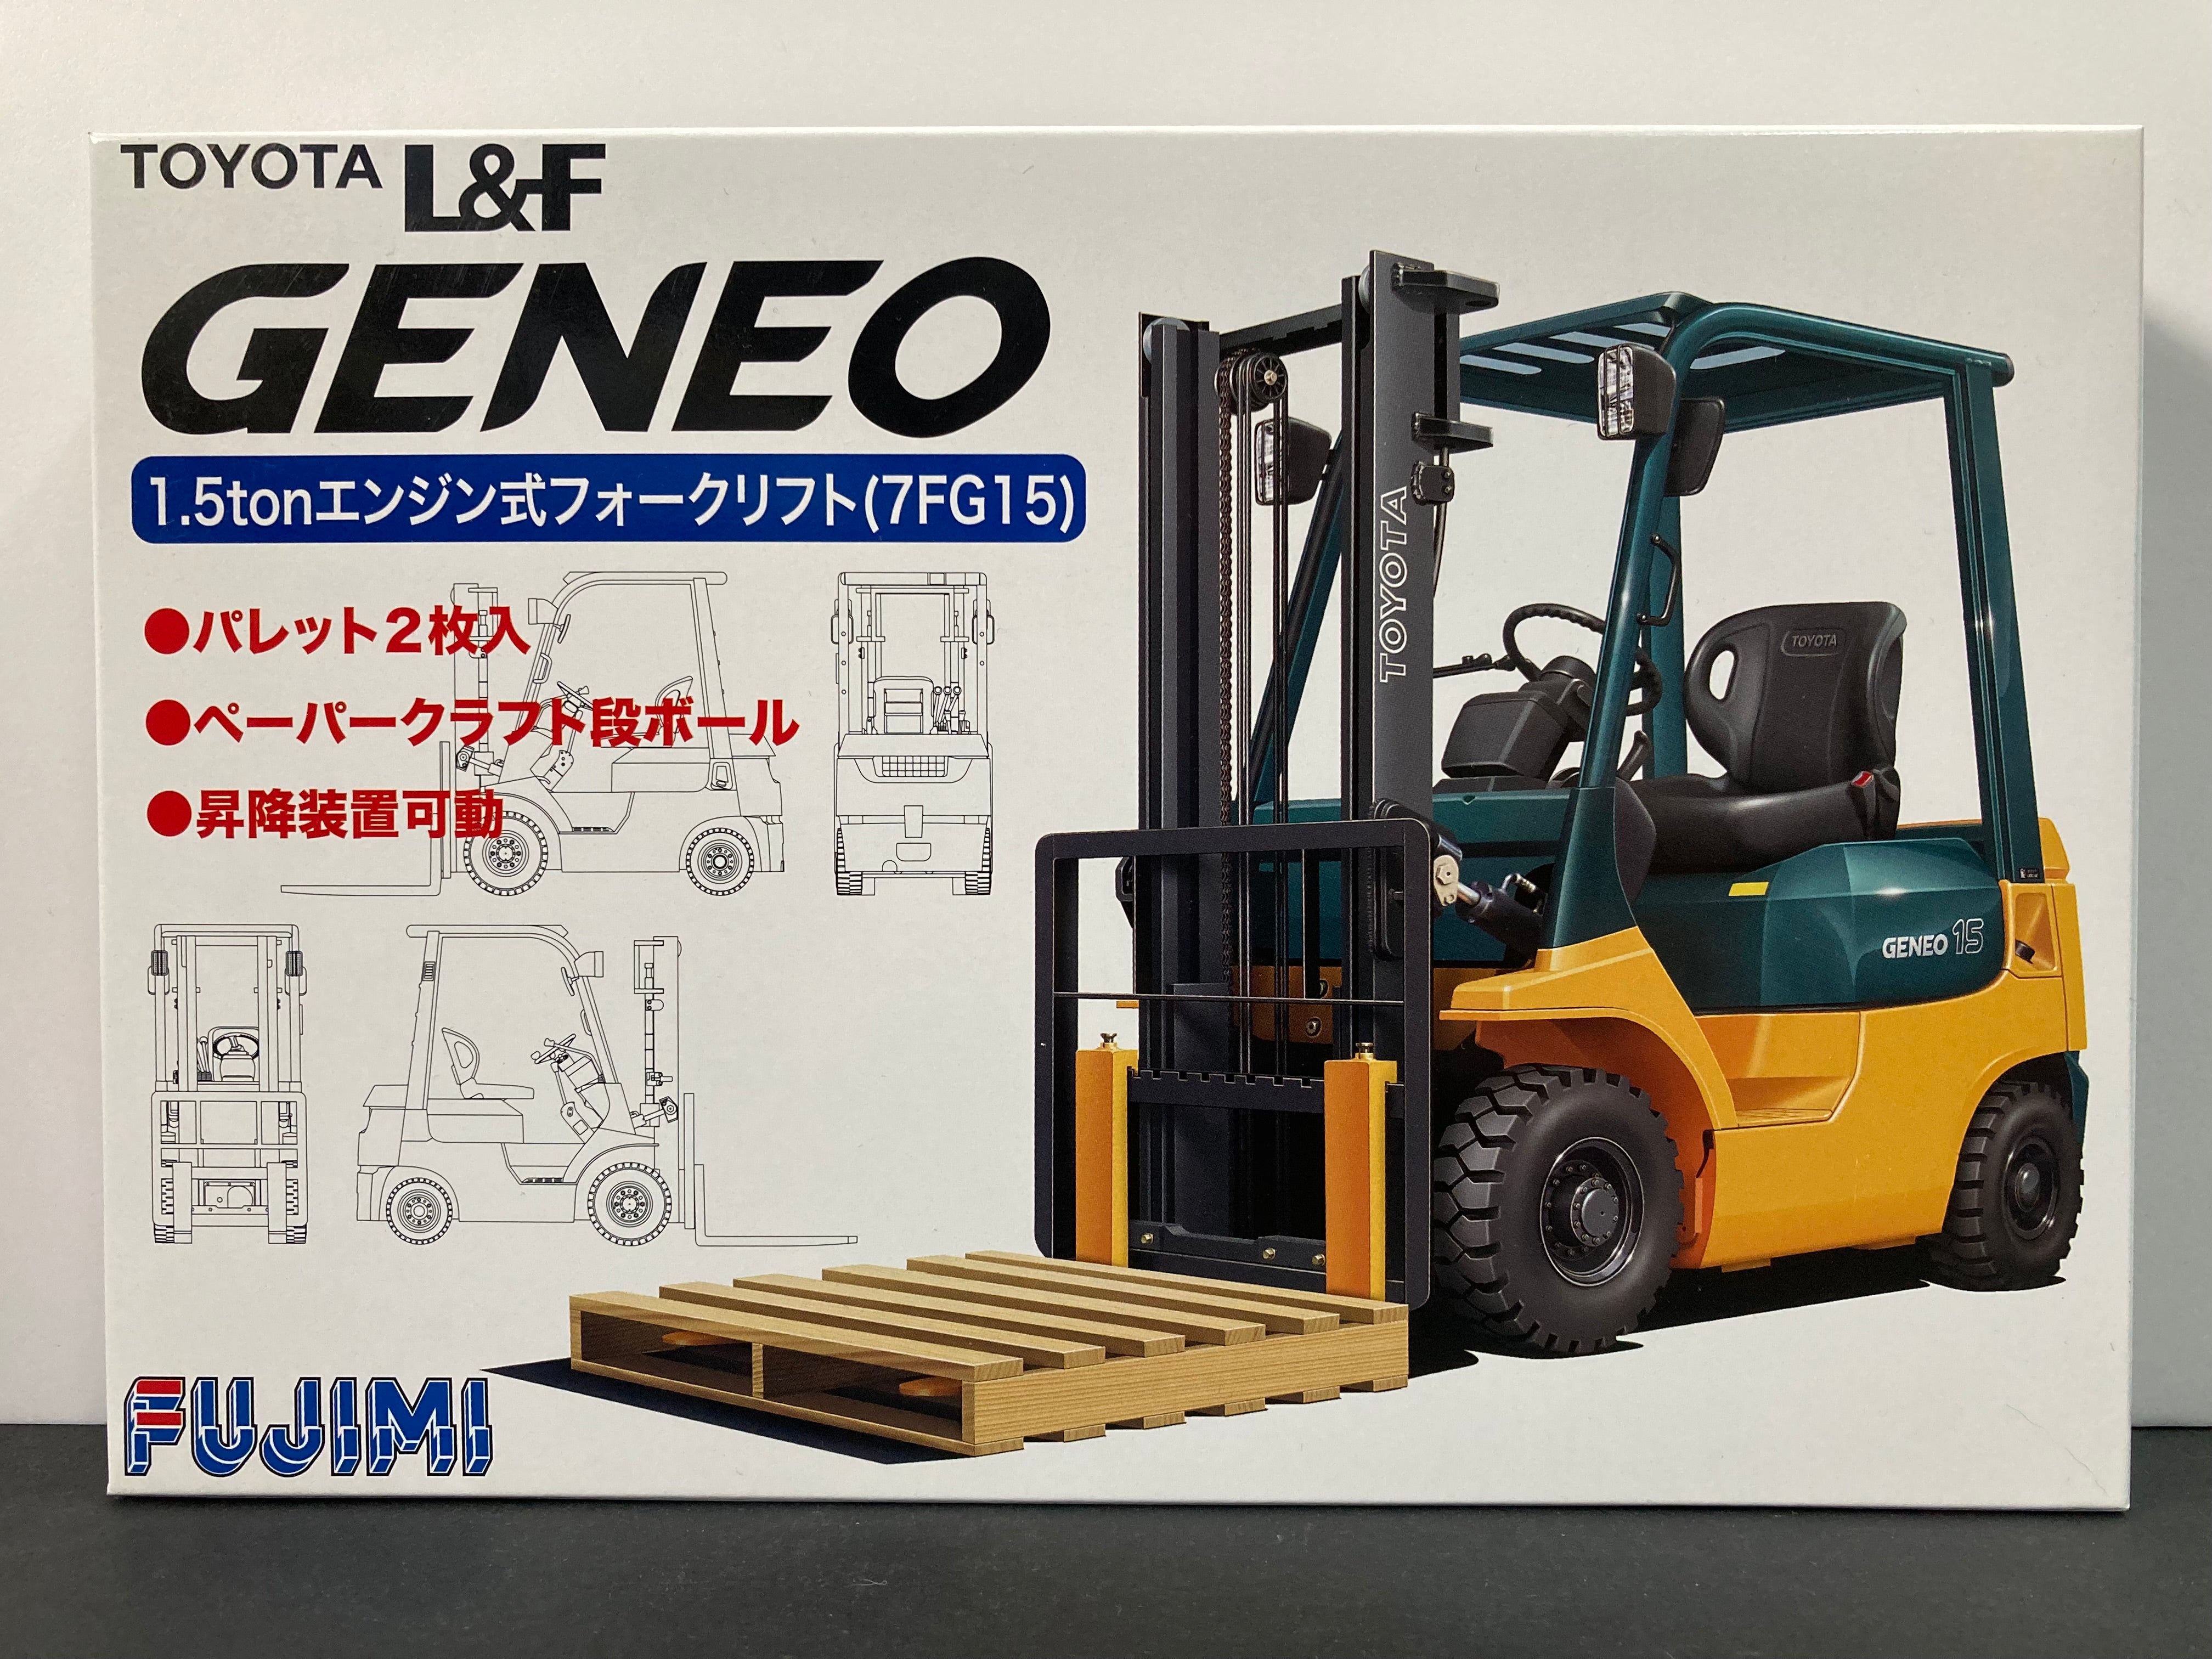 TOYOTA L&F
GENEO
1.5tonエンジン式フォークリフト(7FG15)
●パレット2枚入
●ペーパークラフト段ボール
●昇降装置可動
TOYOTA
TOYOTA
GENEO 15
FUJIMI